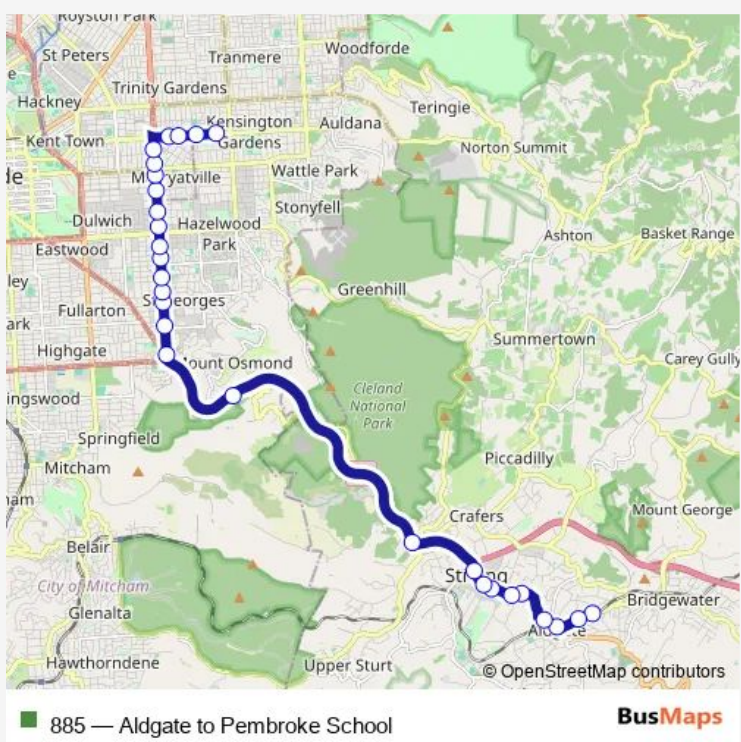 Royston Park
St Peters
Tranmere
Woodforde
Trinity Gardens
Hackney
Teringie
Kensington
Gardens
Auldana
Kent Town
Norton Summit
Wattle Park
Stonyfell
Dulwich
Hazelwood
Park
Ashton
Basket Range
Eastwood
Greenhill
Fullarton
Summertown
Highgate
Mount Osmond
Carey Gully
Cleland
National
Park
Springfield
Mitcham
Piccadilly
Mount George
Crafers
Belair
City of Mitcham
Bridgewater
Glenalta
Hawthorndene
Upper Sturt
© OpenStreetMap contributors
885 — Aldgate to Pembroke School
BusMaps